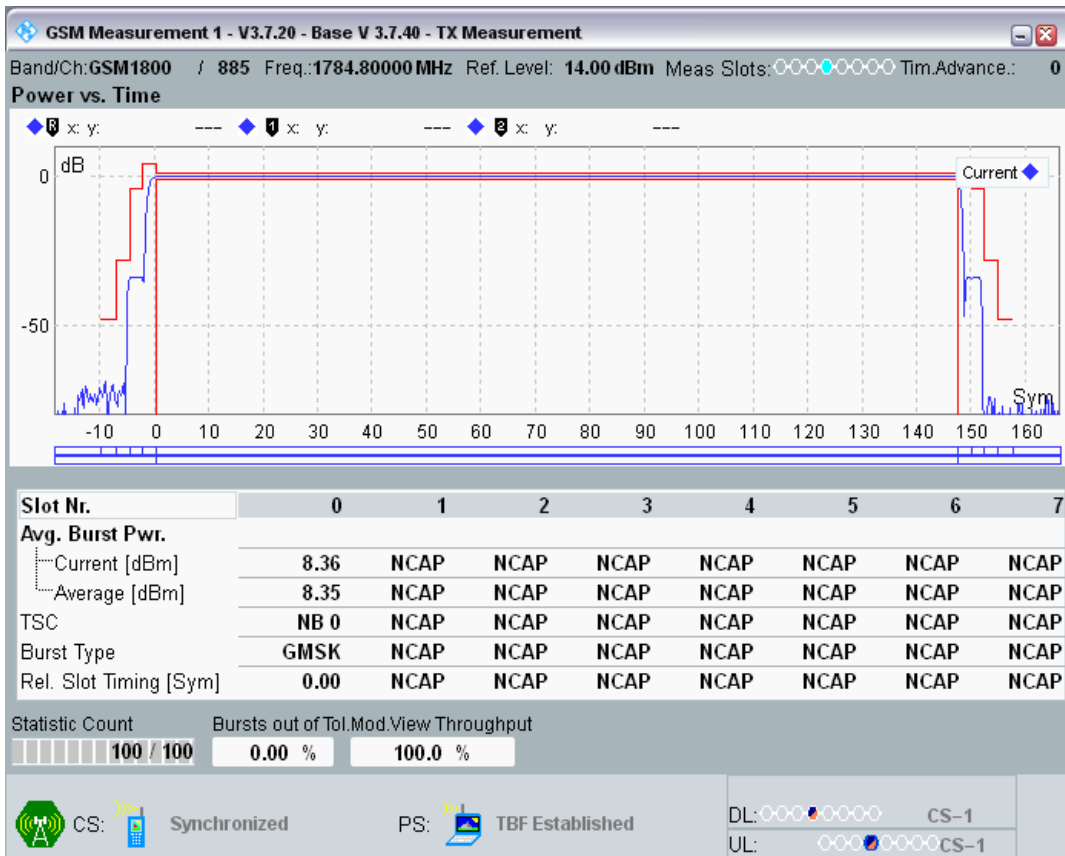 GSM Measurement 1 - V3.7.20 - Base V 3.7.40 - TX Measurement
Band/Ch:GSM1800 / 885 Freq.:1784.80000 MHz Ref. Level: 14.00 dBm Meas Slots: Tim.Advance.: 0
Power vs. Time
R x: y: --- 1 x: y: --- 2 x: y: ---
dB
Current
0
-50
Sym
-10 0 10 20 30 40 50 60 70 80 90 100 110 120 130 140 150 160
Slot Nr. 0 1 2 3 4 5 6 7
Avg. Burst Pwr.
Current [dBm] 8.36 NCAP NCAP NCAP NCAP NCAP NCAP NCAP
Average [dBm] 8.35 NCAP NCAP NCAP NCAP NCAP NCAP NCAP
TSC NB 0 NCAP NCAP NCAP NCAP NCAP NCAP NCAP
Burst Type GMSK NCAP NCAP NCAP NCAP NCAP NCAP NCAP
Rel. Slot Timing [Sym] 0.00 NCAP NCAP NCAP NCAP NCAP NCAP NCAP
Statistic Count Bursts out of Tol.Mod.View Throughput
100 / 100 0.00 % 100.0 %
CS: Synchronized PS: TBF Established
DL: CS-1
UL: CS-1